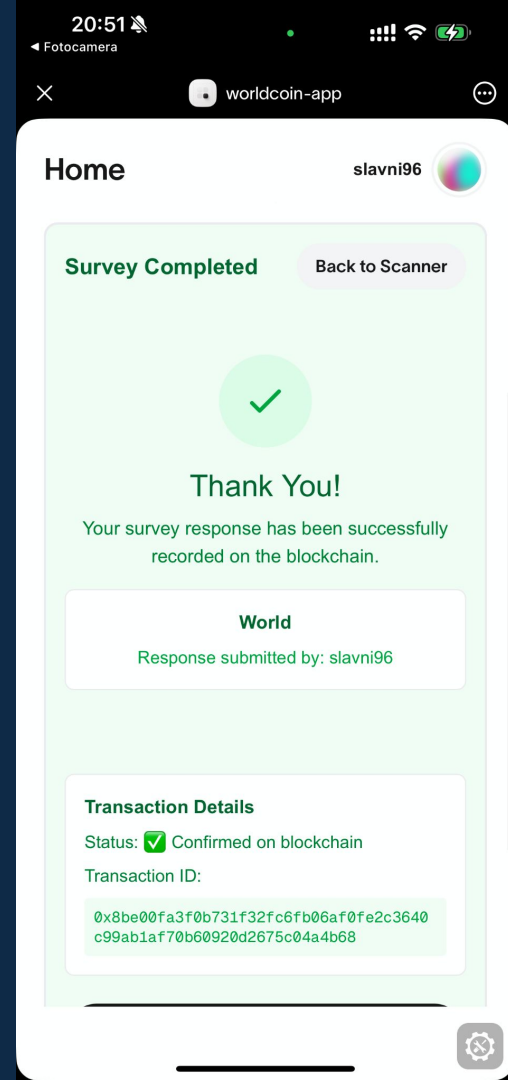 20:51
◀ Fotocamera
worldcoin-app
Home
slavni96
Survey Completed
Back to Scanner
Thank You!
Your survey response has been successfully
recorded on the blockchain.
World
Response submitted by: slavni96
Transaction Details
Status: ✅ Confirmed on blockchain
Transaction ID:
0x8be00fa3f0b731f32fc6fb06af0fe2c3640
c99ab1af70b60920d2675c04a4b68